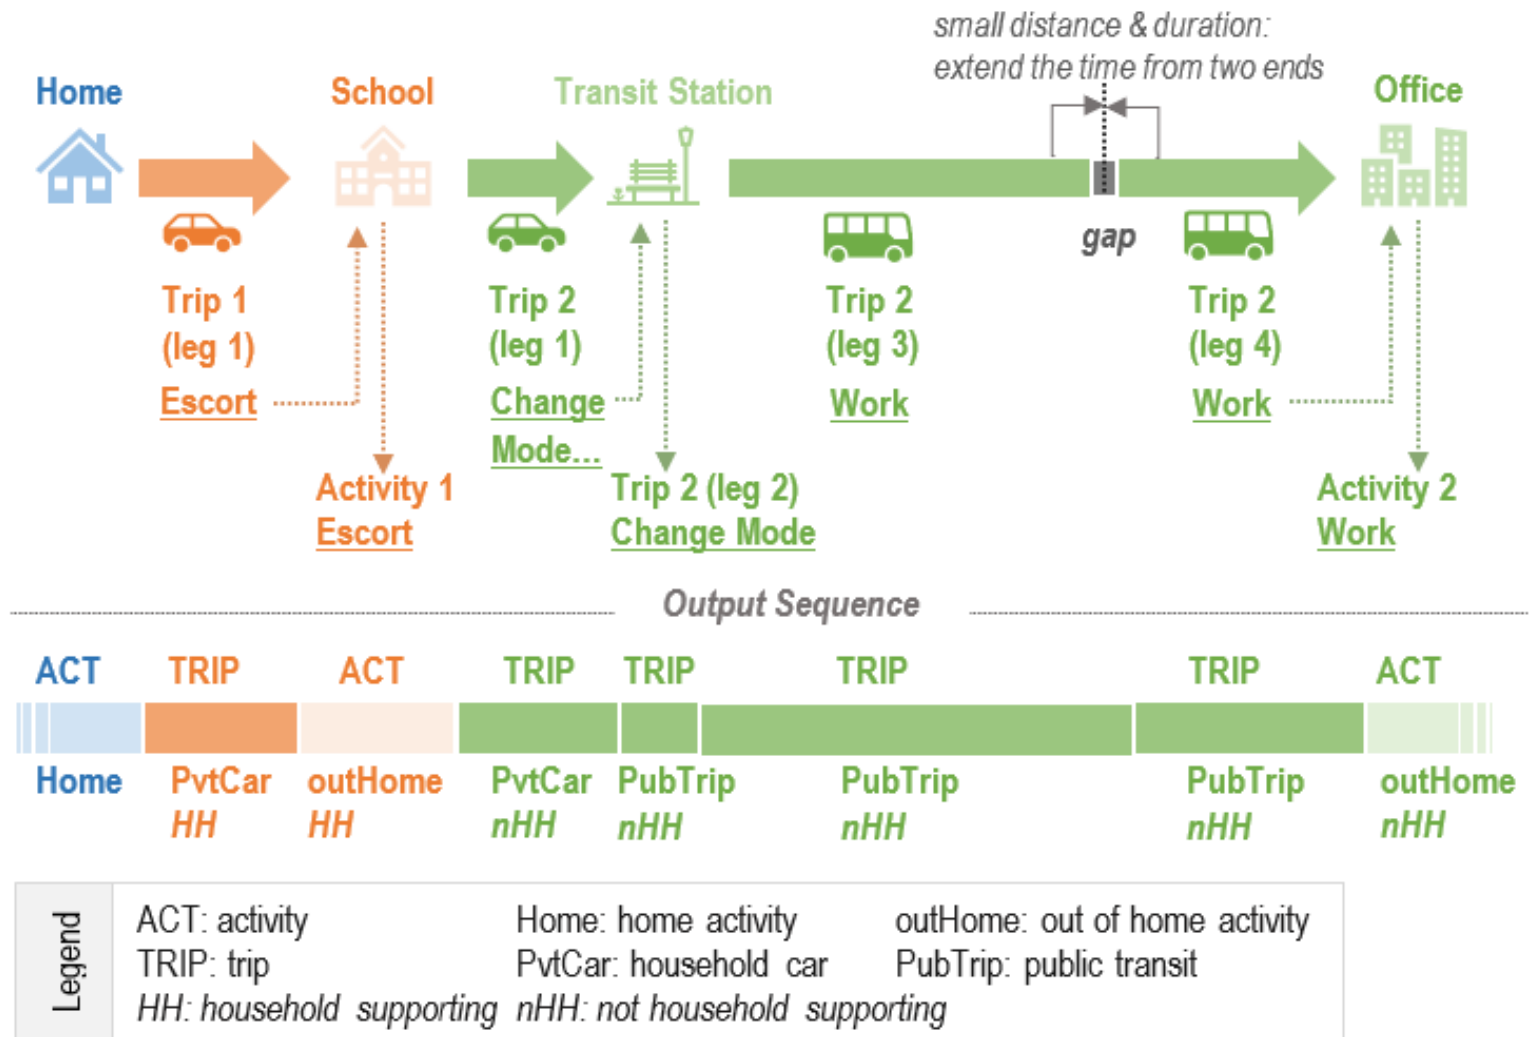 small distance & duration:
extend the time from two ends
Home
School
Transit Station
Office
gap
Trip 1
(leg 1)
Escort
Trip 2
(leg 1)
Change
Mode...
Trip 2
(leg 3)
Work
Trip 2
(leg 4)
Work
Activity 1
Escort
Trip 2 (leg 2)
Change Mode
Activity 2
Work
Output Sequence
ACT TRIP ACT TRIP TRIP TRIP TRIP ACT
Home PvtCar outHome PvtCar PubTrip PubTrip PubTrip outHome
HH HH nHH nHH nHH nHH nHH
Legend
ACT: activity Home: home activity outHome: out of home activity
TRIP: trip PvtCar: household car PubTrip: public transit
HH: household supporting nHH: not household supporting